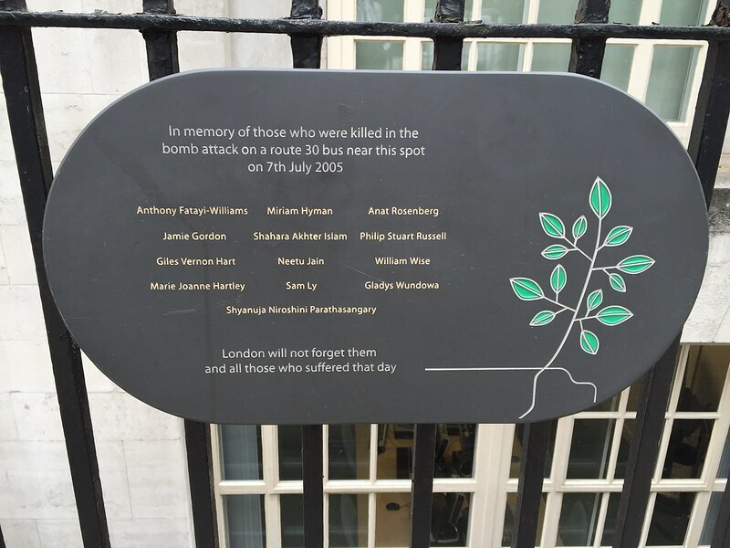 In memory of those who were killed in the
bomb attack on a route 30 bus near this spot
on 7th July 2005
Anthony Fatayi-Williams Miriam Hyman Anat Rosenberg
Jamie Gordon Shahara Akhter Islam Philip Stuart Russell
Giles Vernon Hart Neetu Jain William Wise
Marie Joanne Hartley Sam Ly Gladys Wundowa
Shyanuja Niroshini Parathasangary
London will not forget them
and all those who suffered that day